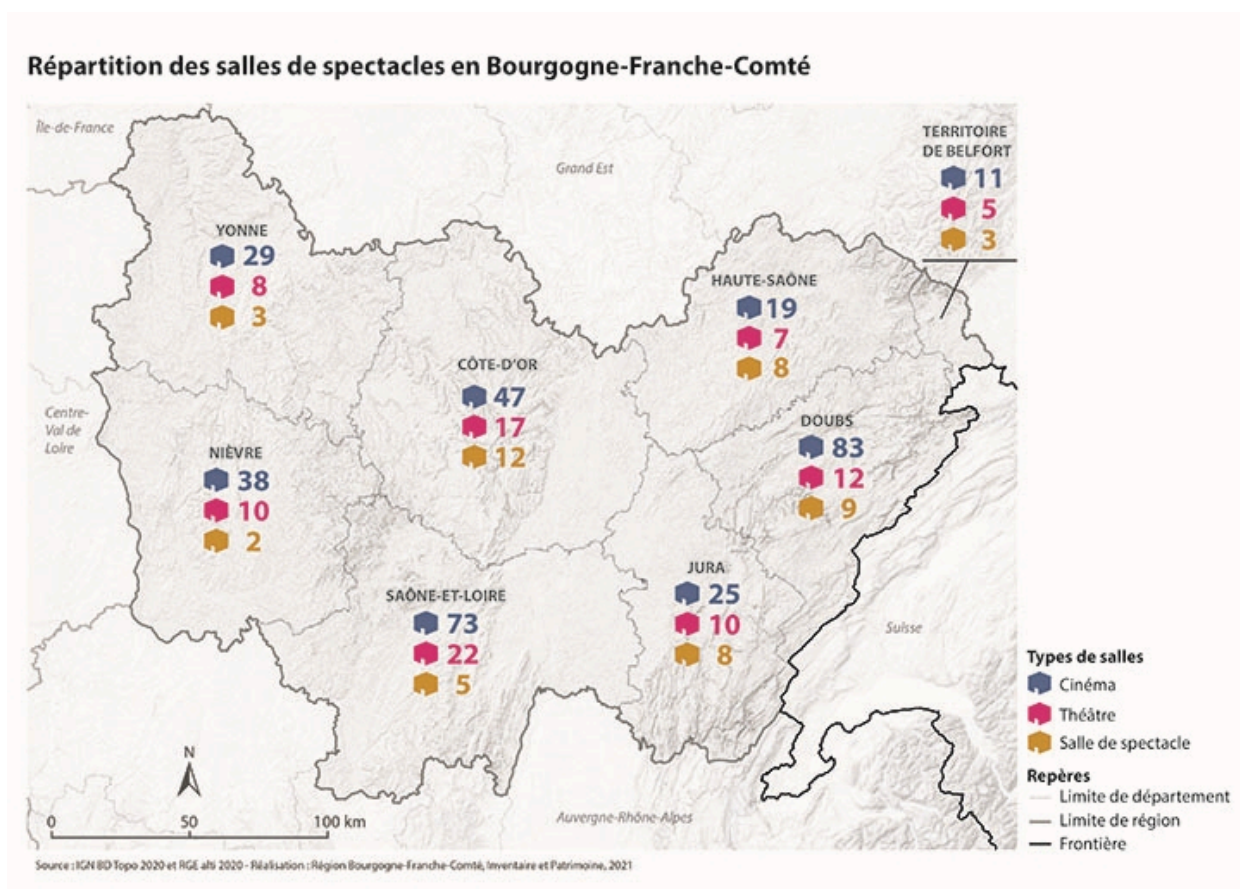 Répartition des salles de spectacles en Bourgogne-Franche-Comté
Île-de-France
Grand Est
TERRITOIRE
DE BELFORT
11
5
3
YONNE
29
8
3
HAUTE-SAÔNE
19
7
8
CÔTE-D'OR
47
17
12
Centre-
Val de
Loire
DOUBS
83
12
9
NIÈVRE
38
10
2
JURA
25
10
8
SAÔNE-ET-LOIRE
73
22
5
Suisse
Types de salles
Cinéma
Théâtre
Salle de spectacle
Repères
Limite de département
Limite de région
Frontière
N
0 50 100 km
Auvergne-Rhône-Alpes
Source : IGN BD Topo 2020 et RGE alti 2020 - Réalisation : Région Bourgogne-Franche-Comté, Inventaire et Patrimoine, 2021